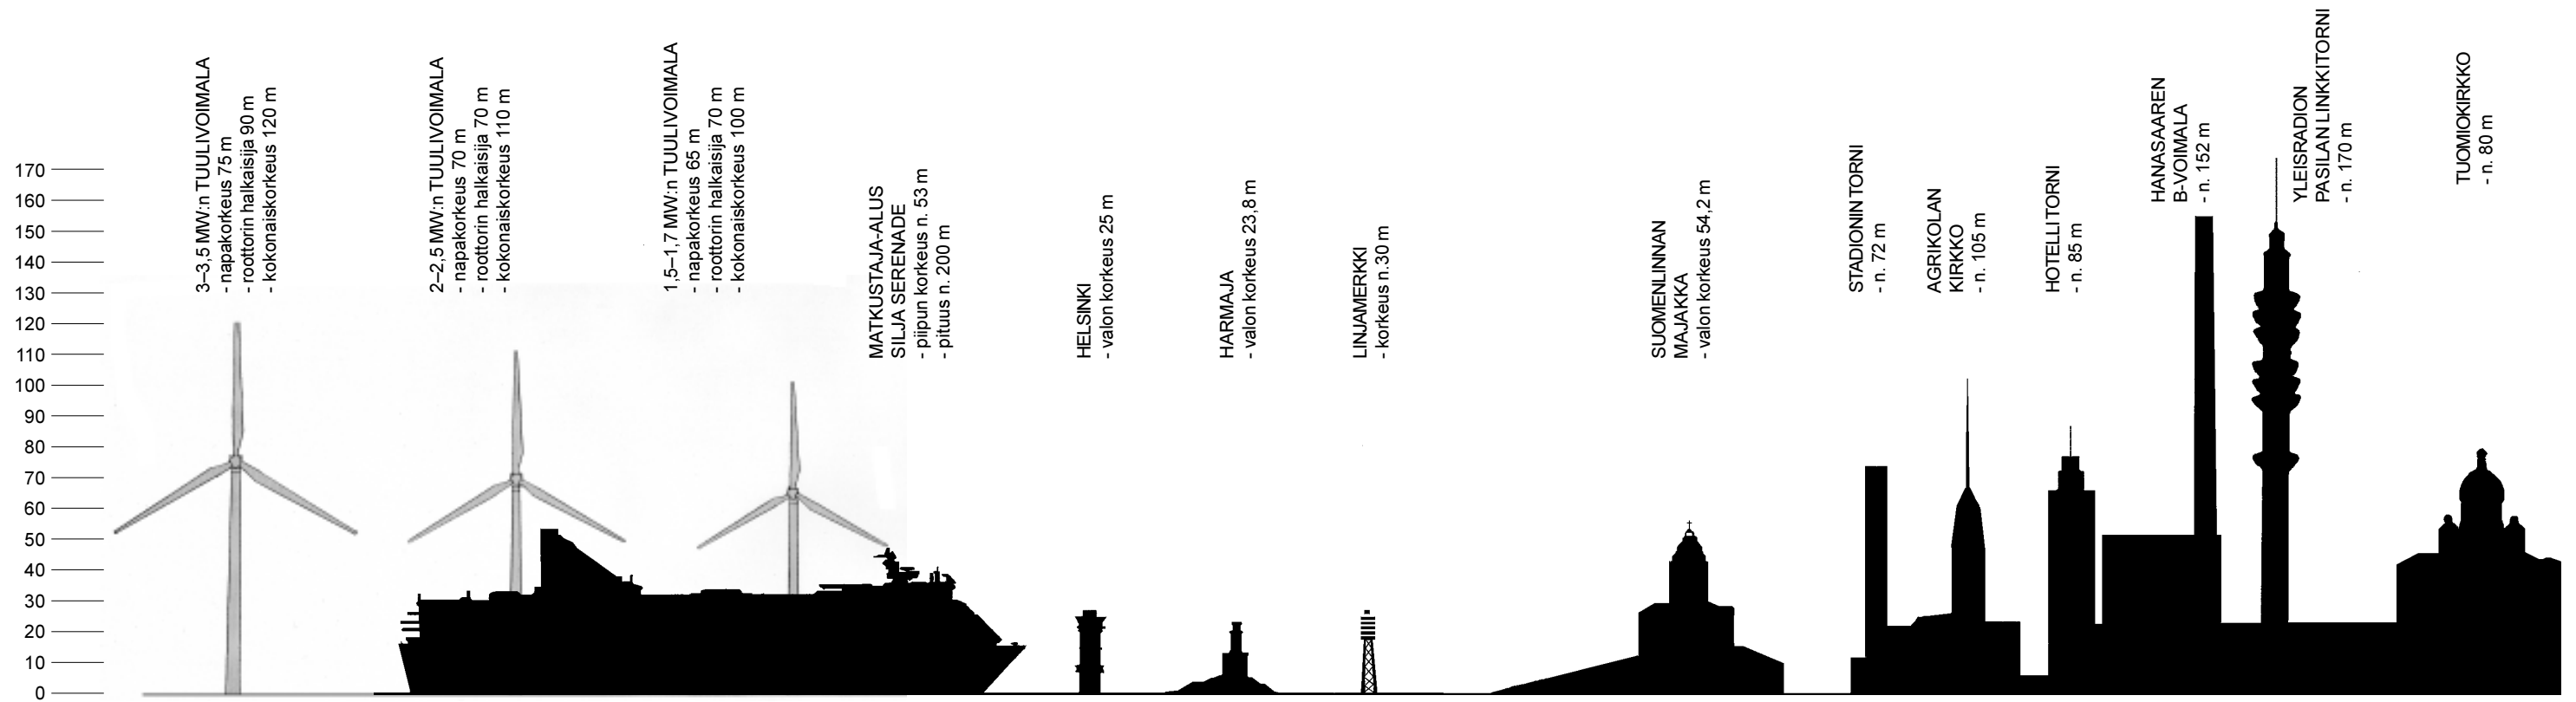 3–3,5 MW:n TUULIVOIMALA
- napakorkeus 75 m
- roottorin halkaisija 90 m
- kokonaiskorkeus 120 m
2–2,5 MW:n TUULIVOIMALA
- napakorkeus 70 m
- roottorin halkaisija 70 m
- kokonaiskorkeus 110 m
1,5–1,7 MW:n TUULIVOIMALA
- napakorkeus 65 m
- roottorin halkaisija 70 m
- kokonaiskorkeus 100 m
MATKUSTAJA-ALUS
SILJA SERENADE
- piipun korkeus n. 53 m
- pituus n. 200 m
HELSINKI
- valon korkeus 25 m
HARMAJA
- valon korkeus 23,8 m
LINJAMERKKI
- korkeus n.30 m
SUOMENLINNAN
MAJAKKA
- valon korkeus 54,2 m
STADIONIN TORNI
- n. 72 m
AGRIKOLAN
KIRKKO
- n. 105 m
HOTELLI TORNI
- n. 85 m
HANASAAREN
B-VOIMALA
- n. 152 m
YLEISRADION
PASILAN LINKKITORNI
- n. 170 m
TUOMIOKIRKKO
- n. 80 m
170
160
150
140
130
120
110
100
90
80
70
60
50
40
30
20
10
0